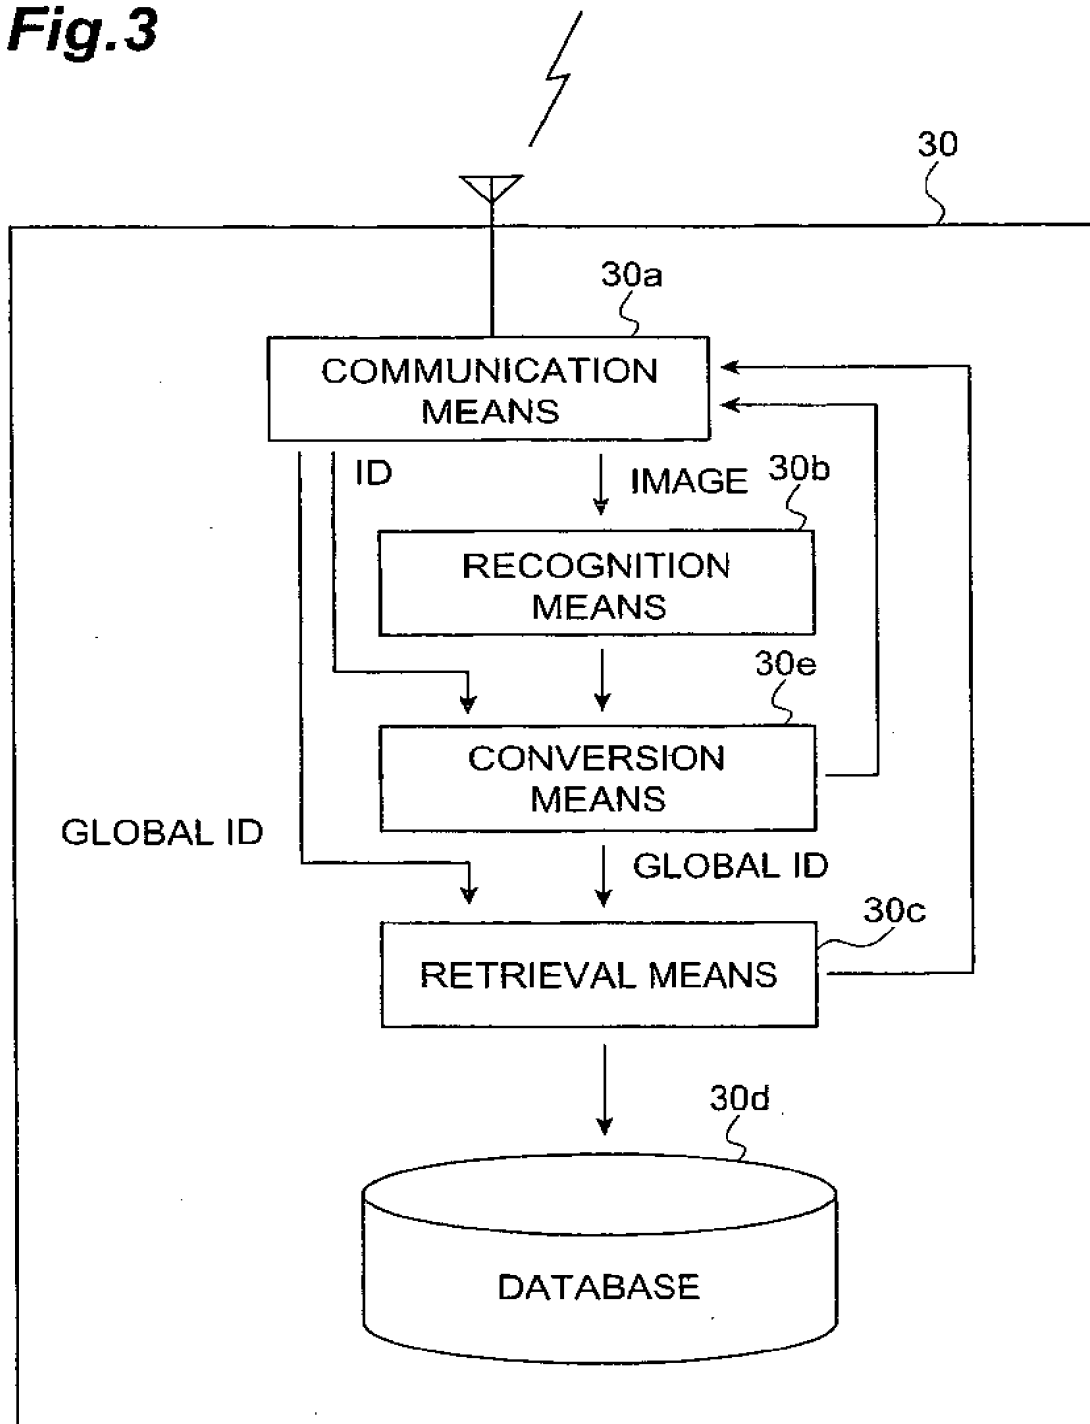 Fig.3
30
30a
COMMUNICATION
MEANS
ID
IMAGE
30b
RECOGNITION
MEANS
30e
CONVERSION
MEANS
GLOBAL ID
GLOBAL ID
30c
RETRIEVAL MEANS
30d
DATABASE